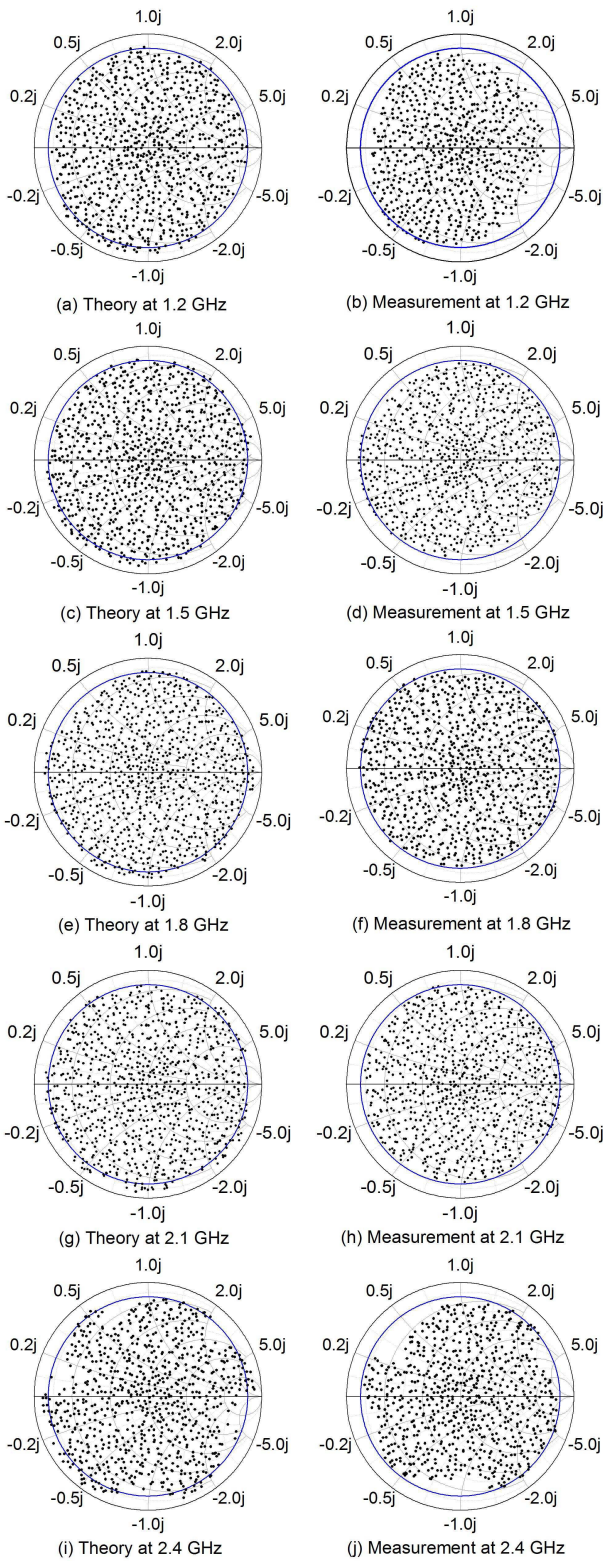 1.0j 1.0j
0.5j 2.0j 0.5j 2.0j
0.2j 5.0j 0.2j 5.0j
-0.2j -5.0j -0.2j -5.0j
-0.5j -2.0j -0.5j -2.0j
-1.0j -1.0j
(a) Theory at 1.2 GHz (b) Measurement at 1.2 GHz
1.0j 1.0j
0.5j 2.0j 0.5j 2.0j
0.2j 5.0j 0.2j 5.0j
-0.2j -5.0j -0.2j -5.0j
-0.5j -2.0j -0.5j -2.0j
-1.0j -1.0j
(c) Theory at 1.5 GHz (d) Measurement at 1.5 GHz
1.0j 1.0j
0.5j 2.0j 0.5j 2.0j
0.2j 5.0j 0.2j 5.0j
-0.2j -5.0j -0.2j -5.0j
-0.5j -2.0j -0.5j -2.0j
-1.0j -1.0j
(e) Theory at 1.8 GHz (f) Measurement at 1.8 GHz
1.0j 1.0j
0.5j 2.0j 0.5j 2.0j
0.2j 5.0j 0.2j 5.0j
-0.2j -5.0j -0.2j -5.0j
-0.5j -2.0j -0.5j -2.0j
-1.0j -1.0j
(g) Theory at 2.1 GHz (h) Measurement at 2.1 GHz
1.0j 1.0j
0.5j 2.0j 0.5j 2.0j
0.2j 5.0j 0.2j 5.0j
-0.2j -5.0j -0.2j -5.0j
-0.5j -2.0j -0.5j -2.0j
-1.0j -1.0j
(i) Theory at 2.4 GHz (j) Measurement at 2.4 GHz